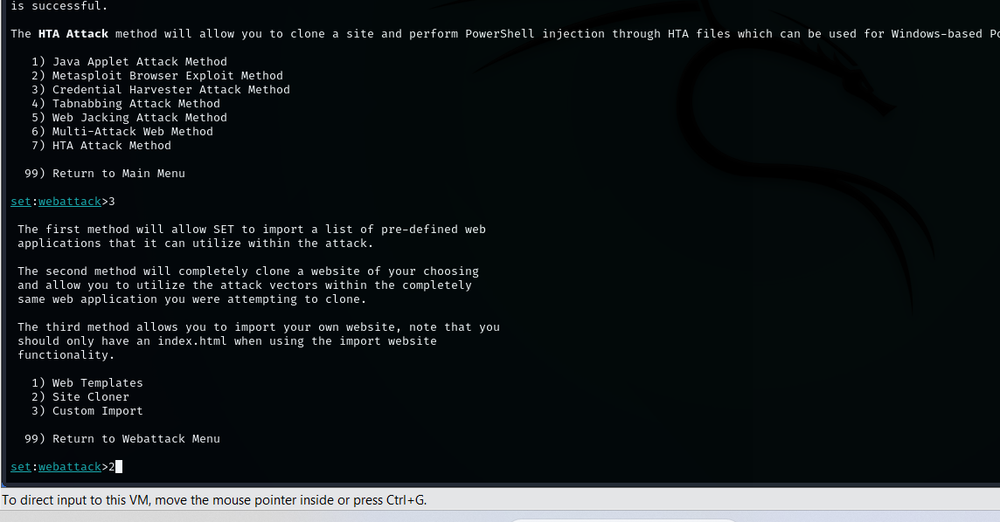 is successful.
The HTA Attack method will allow you to clone a site and perform PowerShell injection through HTA files which can be used for Windows-based
1) Java Applet Attack Method
2) Metasploit Browser Exploit Method
3) Credential Harvester Attack Method
4) Tabnabbing Attack Method
5) Web Jacking Attack Method
6) Multi-Attack Web Method
7) HTA Attack Method
99) Return to Main Menu
set:webattack>3
The first method will allow SET to import a list of pre-defined web
applications that it can utilize within the attack.
The second method will completely clone a website of your choosing
and allow you to utilize the attack vectors within the completely
same web application you were attempting to clone.
The third method allows you to import your own website, note that you
should only have an index.html when using the import website
functionality.
1) Web Templates
2) Site Cloner
3) Custom Import
99) Return to Webattack Menu
set:webattack>2
To direct input to this VM, move the mouse pointer inside or press Ctrl+G.